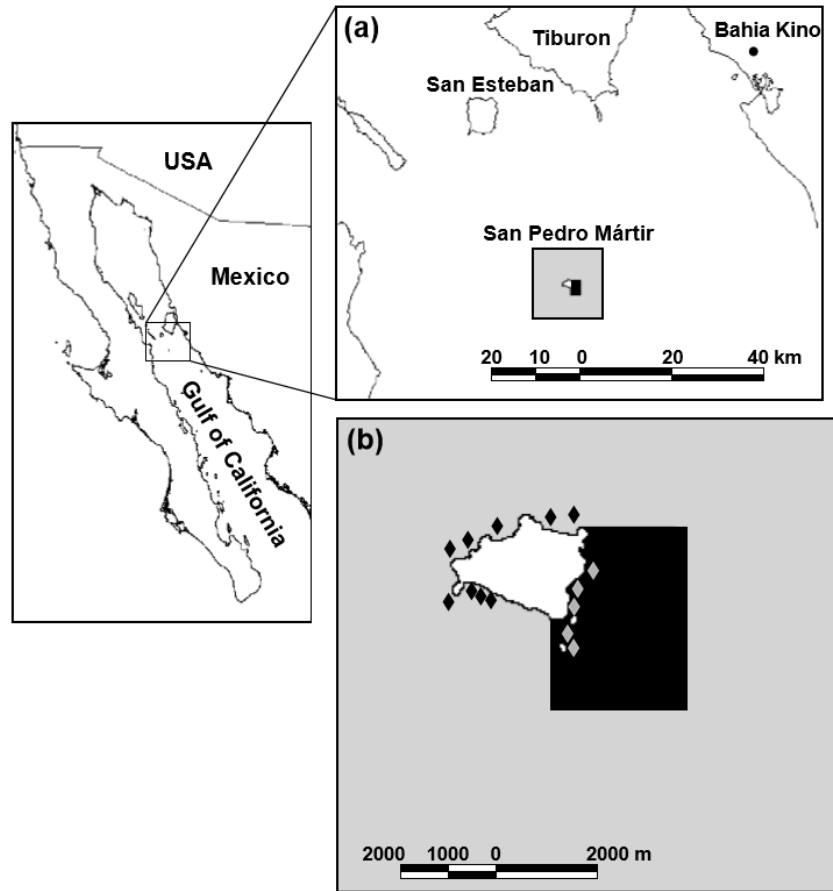 USA
Mexico
Gulf of California
(a)
Tiburon
Bahia Kino
San Esteban
San Pedro Mártir
20 10 0 20 40 km
(b)
2000 1000 0 2000 m